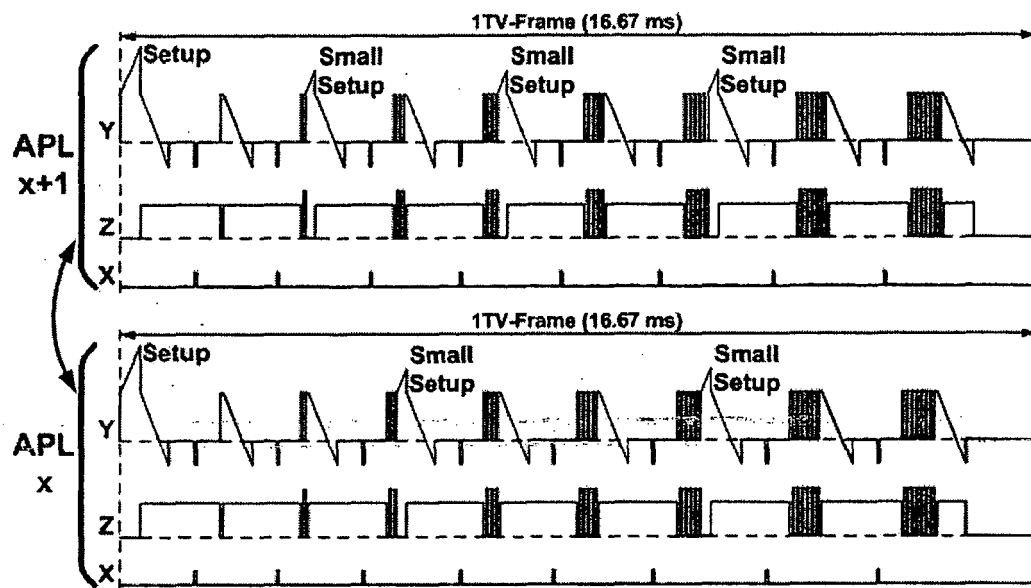 1TV-Frame (16.67 ms)
Setup
Small Setup
Small Setup
Small Setup
APL x+1
Y
Z
X
1TV-Frame (16.67 ms)
Setup
Small Setup
Small Setup
APL x
Y
Z
X